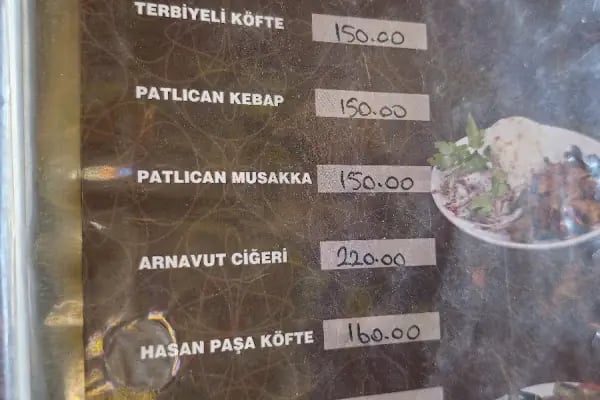 TERBİYELİ KÖFTE 150.00
PATLICAN KEBAP 150.00
PATLICAN MUSAKKA 150.00
ARNAVUT CİĞERİ 220.00
HASAN PAŞA KÖFTE 160.00